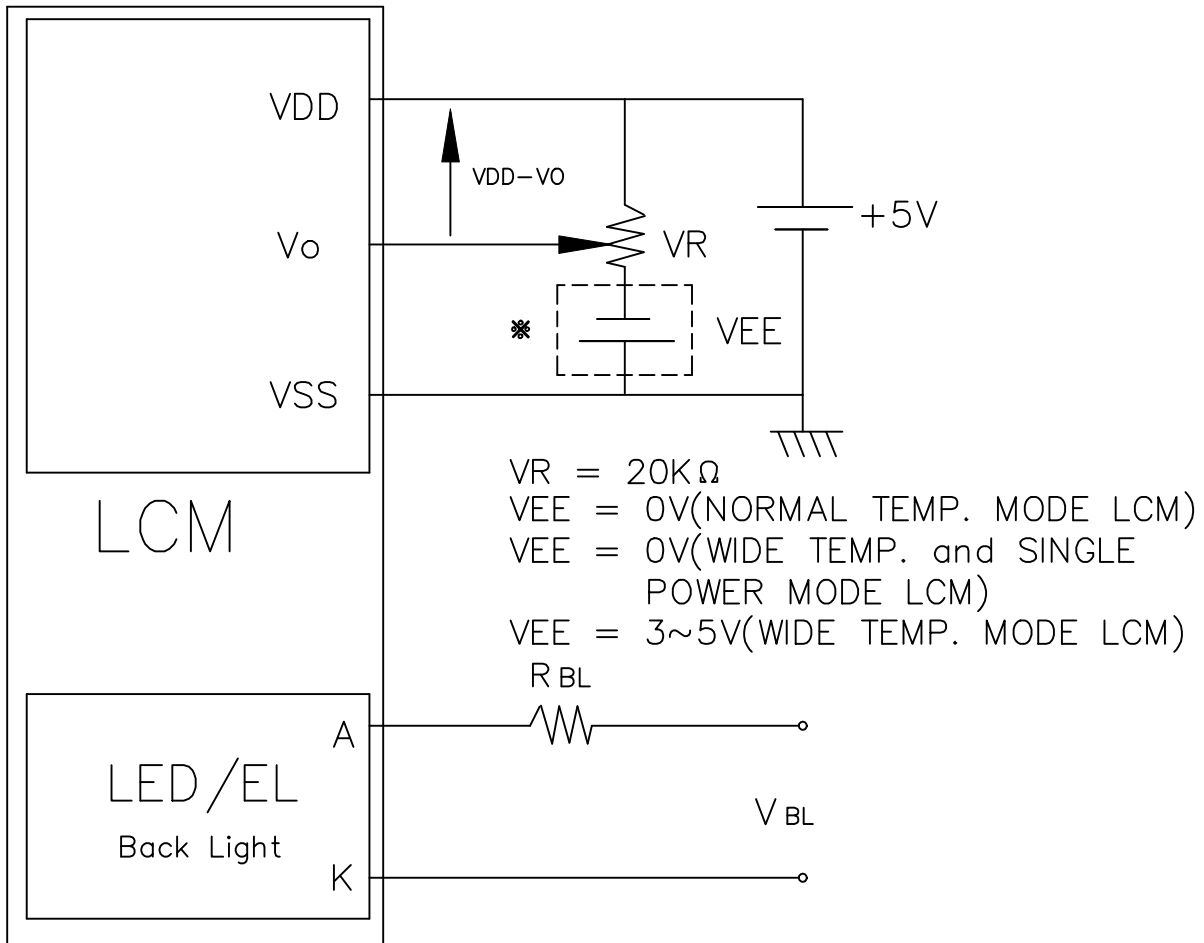 VDD
VDD-VO
+5V
Vo
VR
※
VEE
VSS
VR = 20KΩ
LCM
VEE = 0V(NORMAL TEMP. MODE LCM)
VEE = 0V(WIDE TEMP. and SINGLE
POWER MODE LCM)
VEE = 3~5V(WIDE TEMP. MODE LCM)
R BL
A
LED/EL
Back Light
V BL
K